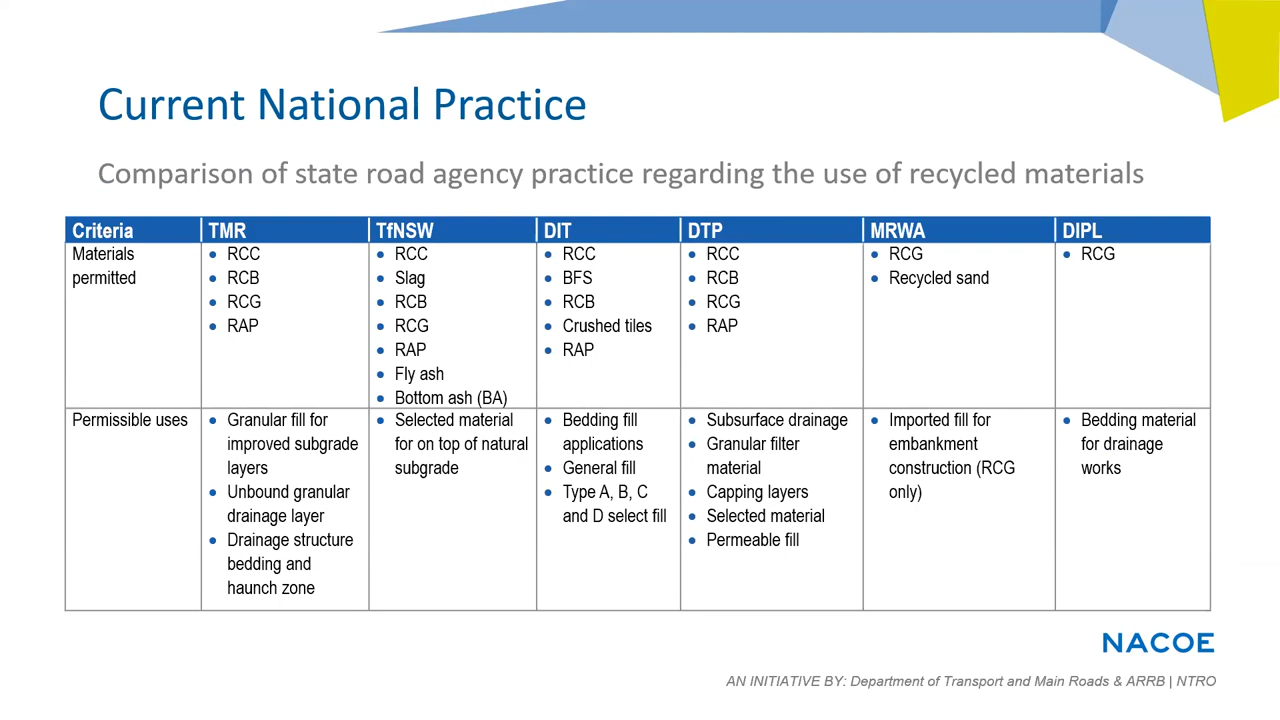 Current National Practice
Comparison of state road agency practice regarding the use of recycled materials
Criteria
TMR
TfNSW
DIT
DTP
MRWA
DIPL
Materials
permitted
• RCC
• RCB
• RCG
• RAP
• RCC
• Slag
• RCB
• RCG
• RAP
• Fly ash
• Bottom ash (BA)
• RCC
• BFS
• RCB
• Crushed tiles
• RAP
• RCC
• RCB
• RCG
• RAP
• RCG
• Recycled sand
• RCG
Permissible uses
• Granular fill for
improved subgrade
layers
• Unbound granular
drainage layer
• Drainage structure
bedding and
haunch zone
• Selected material
for on top of natural
subgrade
• Bedding fill
applications
• General fill
• Type A, B, C
and D select fill
• Subsurface drainage
• Granular filter
material
• Capping layers
• Selected material
• Permeable fill
• Imported fill for
embankment
construction (RCG
only)
• Bedding material
for drainage
works
NACOE
AN INITIATIVE BY: Department of Transport and Main Roads & ARRB | NTRO